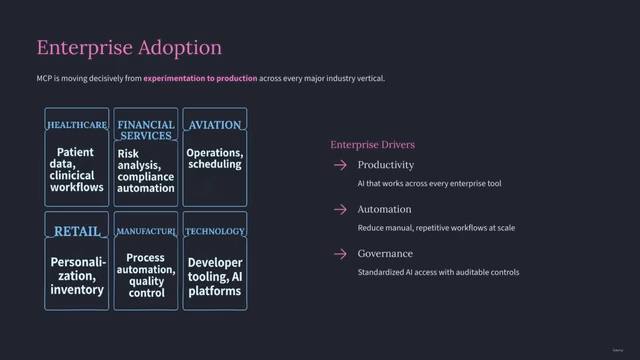 Enterprise Adoption
MCP is moving decisively from experimentation to production across every major industry vertical.
HEALTHCARE
Patient
data,
clinicical
workflows
FINANCIAL
SERVICES
Risk
analysis,
compliance
automation
AVIATION
Operations,
scheduling
RETAIL
Personali-
zation,
inventory
MANUFACTURI
Process
automation,
quality
control
TECHNOLOGY
Developer
tooling, AI
platforms
Enterprise Drivers
Productivity
AI that works across every enterprise tool
Automation
Reduce manual, repetitive workflows at scale
Governance
Standardized AI access with auditable controls